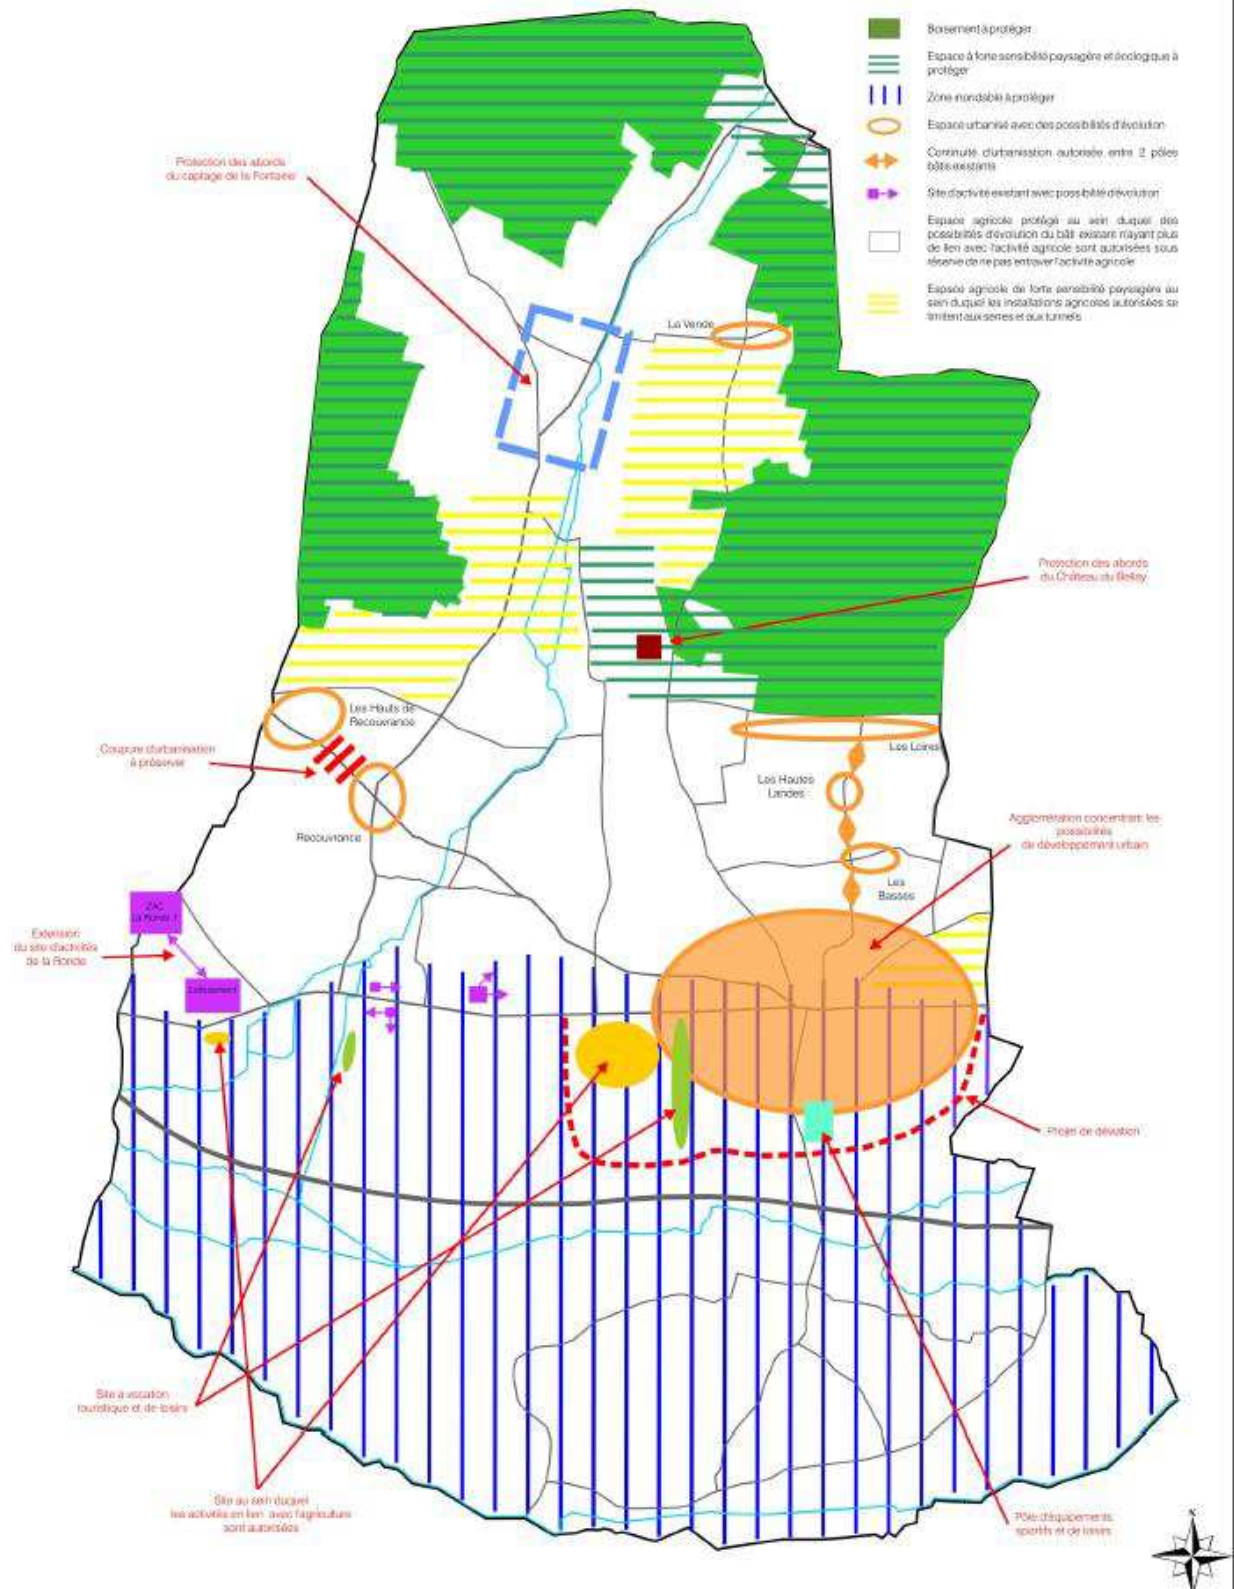 Boisement à protéger
Espace à forte sensibilité paysagère et écologique à
protéger
Zone inondable à protéger
Espace urbanisé avec des possibilités d'évolution
Continuité d'urbanisation autorisée entre 2 pôles
bâtis existants
Site d'activité existant avec possibilité d'évolution
Espace agricole protégé au sein duquel des
possibilités d'évolution du bâti existant n'ayant plus
de lien avec l'activité agricole sont autorisées sous
réserve de ne pas entraver l'activité agricole
Espace agricole de forte sensibilité paysagère au
sein duquel les installations agricoles autorisées se
limitent aux serres et aux tunnels
Protection des abords
du captage de la Fontaine
La Vende
Protection des abords
du Château du Bellay
Les Hauts de
Recouvrance
Coupure d'urbanisation
à préserver
Recouvrance
Les Loires
Les Hautes
Landes
Agglomération concentrant les
possibilités
de développement urbain
Les
Basses
ZAC
La Ronde 1
Extension
du site d'activités
de la Ronde
Projet de déviation
Site à vocation
touristique et de loisirs
Site au sein duquel
les activités en lien avec l'agriculture
sont autorisées
Pôle d'équipements
sportifs et de loisirs
N